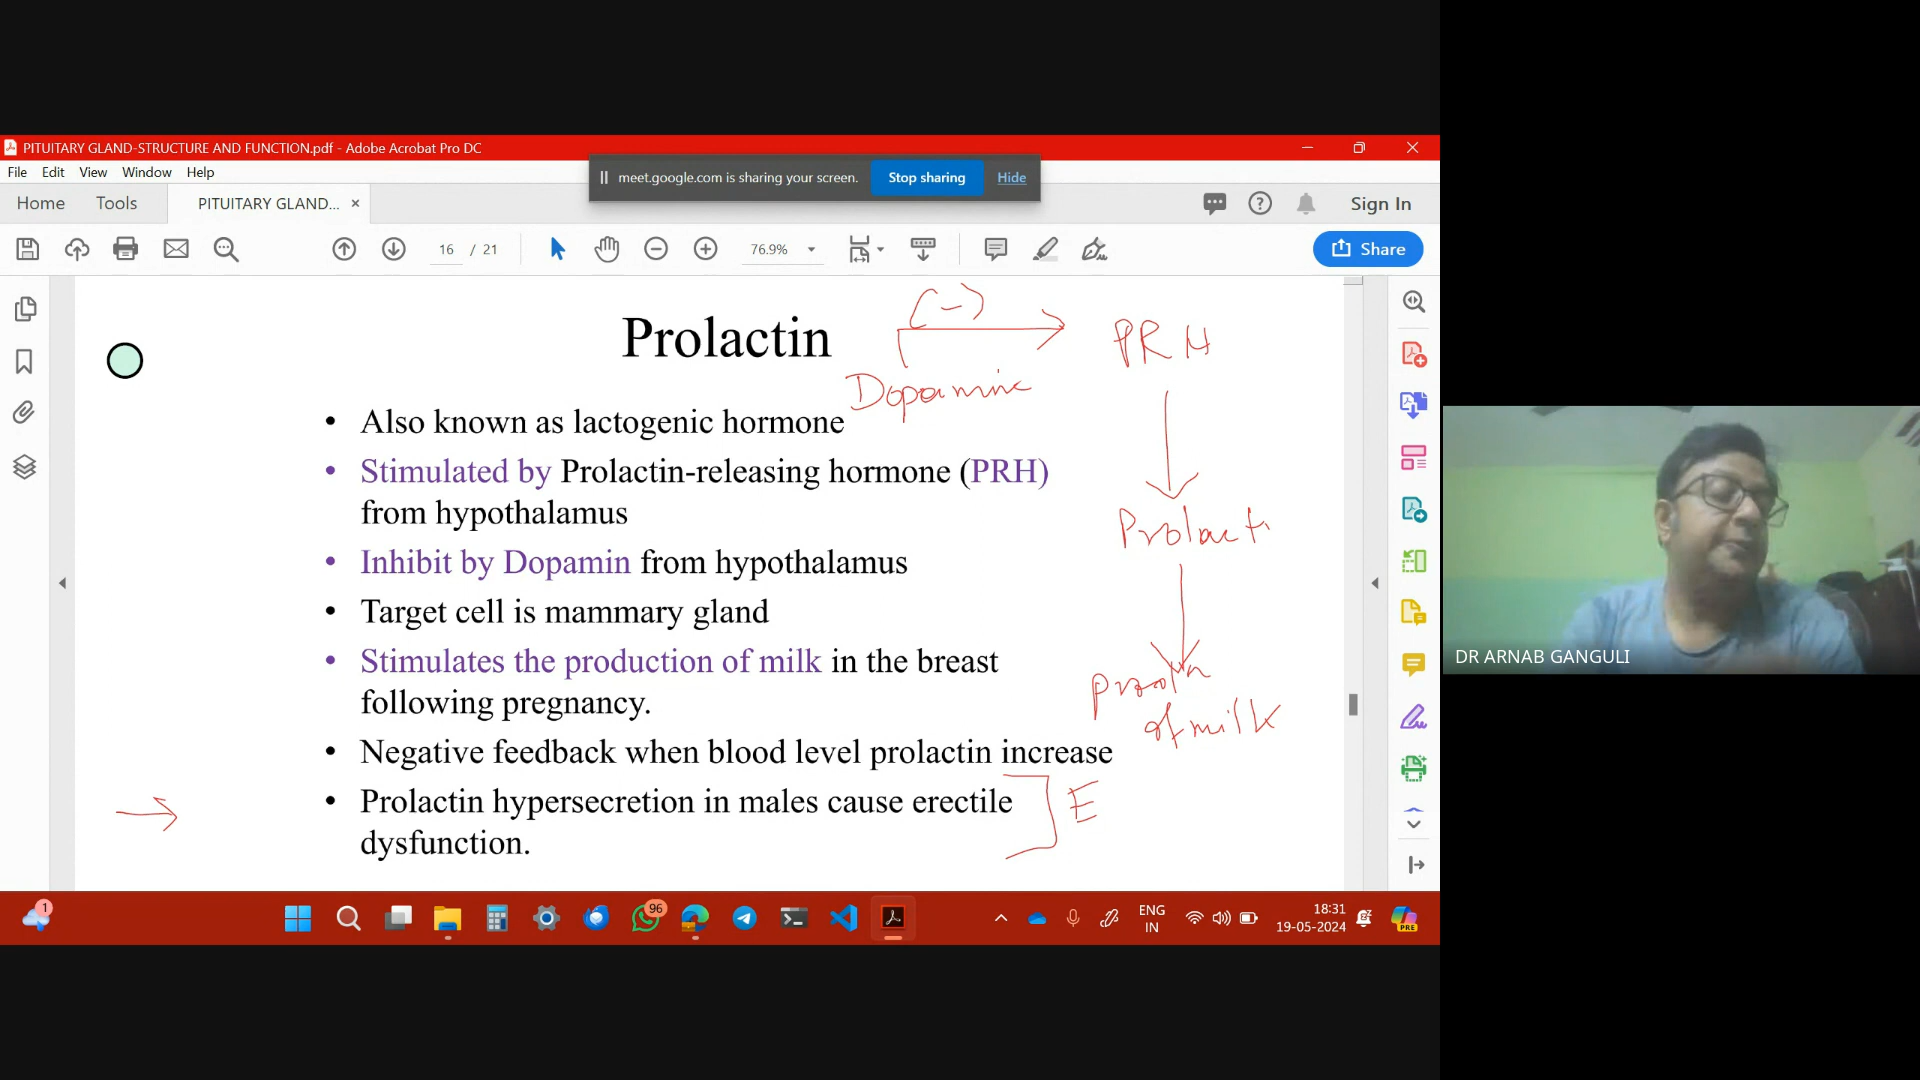 PITUITARY GLAND-STRUCTURE AND FUNCTION.pdf - Adobe Acrobat Pro DC
File Edit View Window Help
meet.google.com is sharing your screen. Stop sharing Hide
Home Tools PITUITARY GLAND... × Sign In
16 / 21 76.9% Share
Prolactin
(-)
PRH
Dopamine
• Also known as lactogenic hormone
• Stimulated by Prolactin-releasing hormone (PRH)
from hypothalamus
Prolacti
• Inhibit by Dopamin from hypothalamus
• Target cell is mammary gland
• Stimulates the production of milk in the breast
following pregnancy.
of milk
• Negative feedback when blood level prolactin increase
• Prolactin hypersecretion in males cause erectile
dysfunction.
E
DR ARNAB GANGULI
1
96
ENG
IN
18:31
19-05-2024
PRE